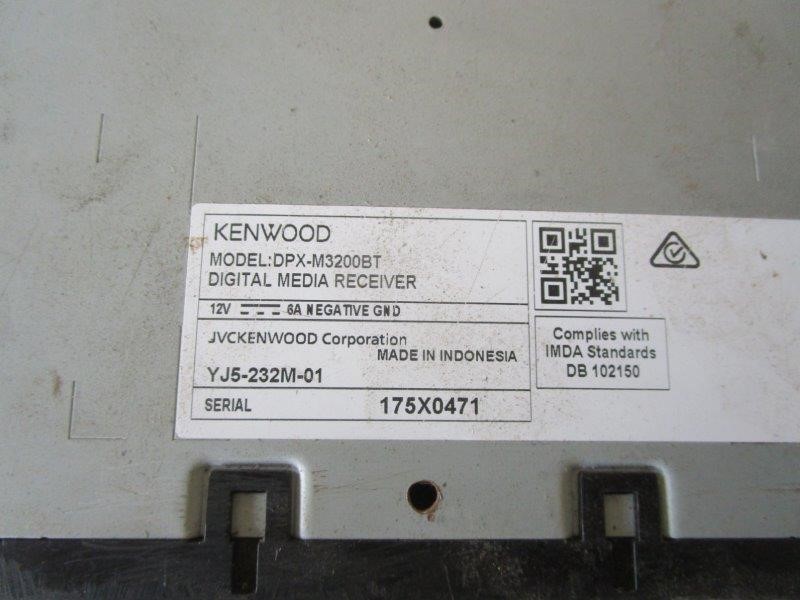 KENWOOD
MODEL:DPX-M3200BT
DIGITAL MEDIA RECEIVER
12V 6A NEGATIVE GND
JVCKENWOOD Corporation
MADE IN INDONESIA
YJ5-232M-01
SERIAL 175X0471
Complies with
IMDA Standards
DB 102150